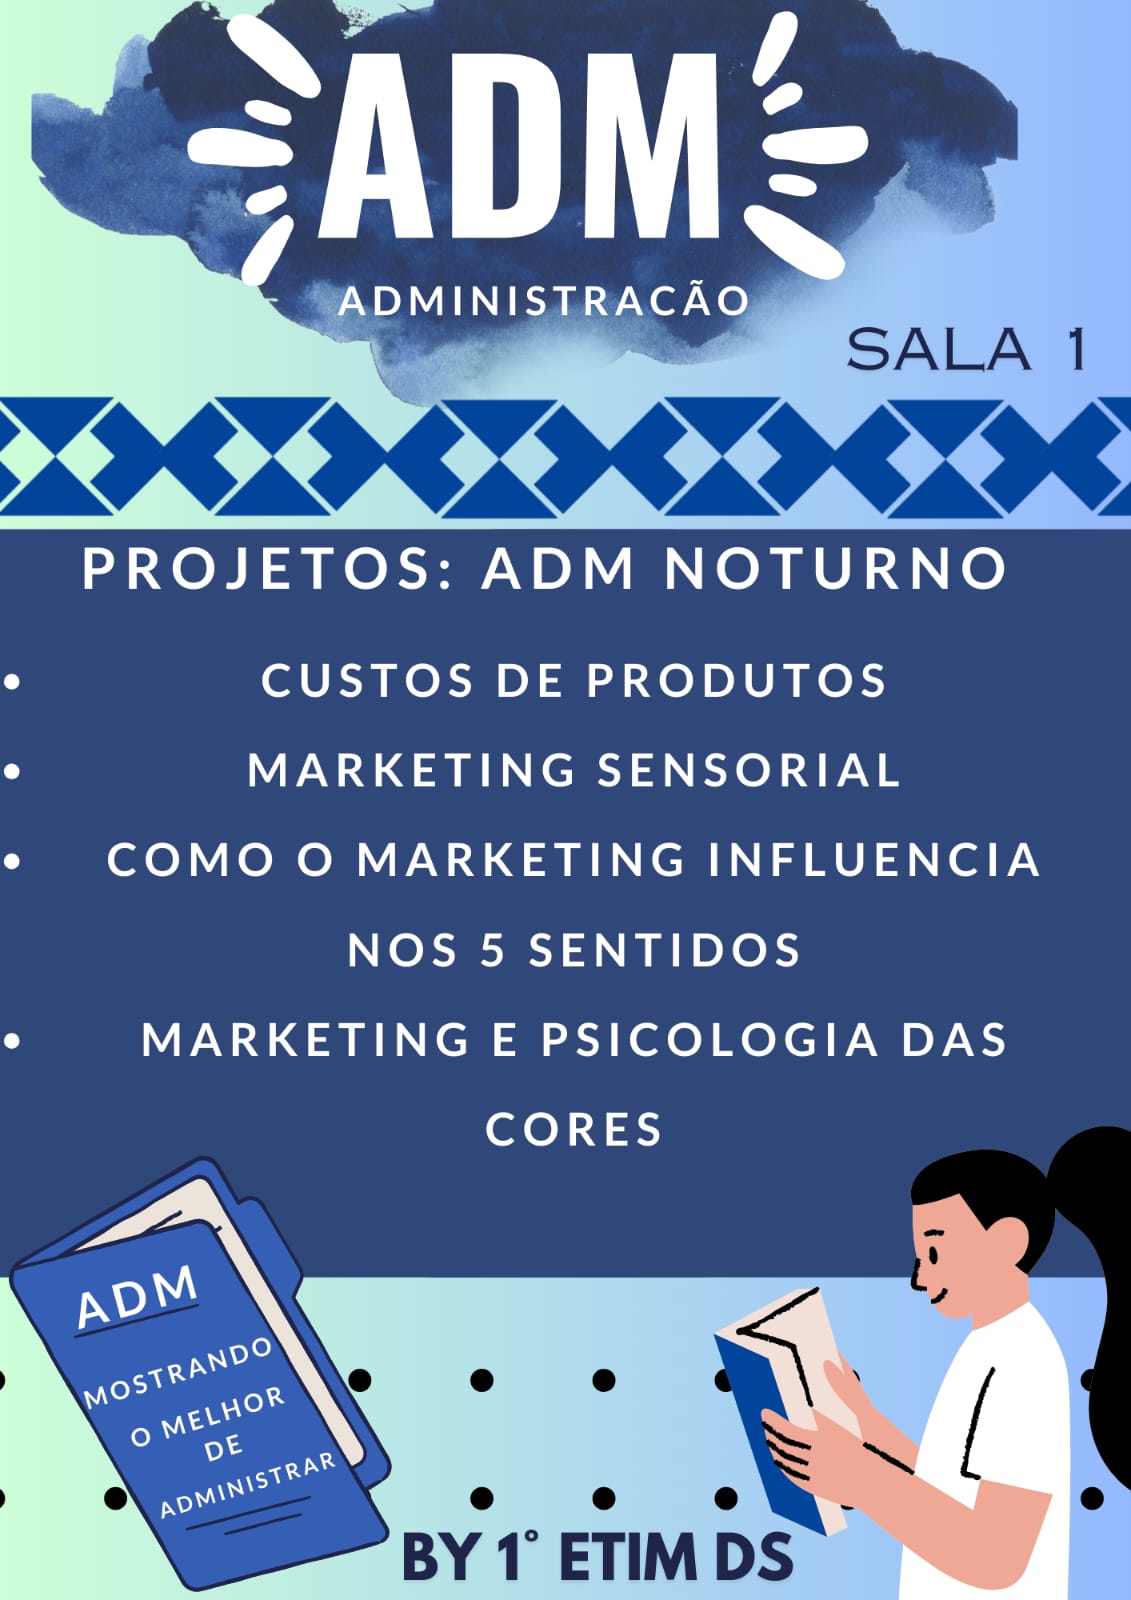 ADM
ADMINISTRACÃO
SALA 1
PROJETOS: ADM NOTURNO
• CUSTOS DE PRODUTOS
• MARKETING SENSORIAL
• COMO O MARKETING INFLUENCIA
NOS 5 SENTIDOS
• MARKETING E PSICOLOGIA DAS
CORES
ADM
MOSTRANDO
O MELHOR
DE
ADMINISTRAR
BY 1° ETIM DS